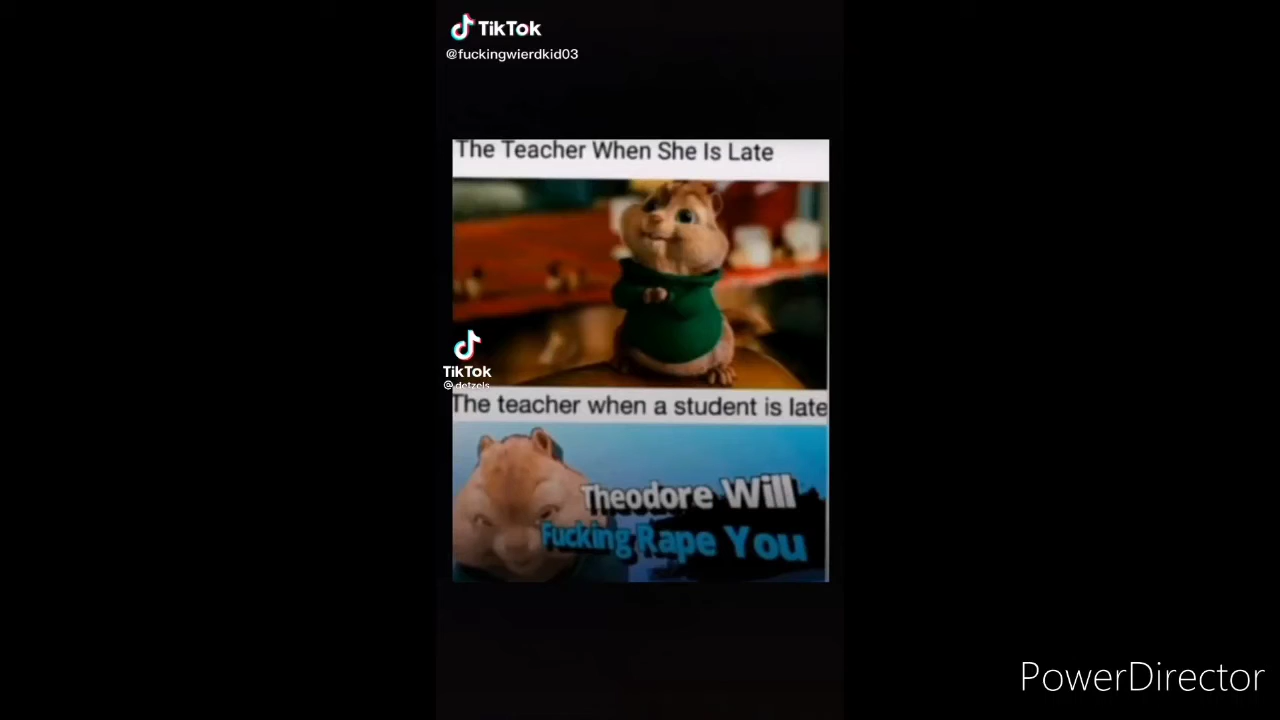 TikTok
@fuckingwierdkid03
The Teacher When She Is Late
TikTok
@.detzels
The teacher when a student is late
Theodore Will
Fucking Rape You
PowerDirector